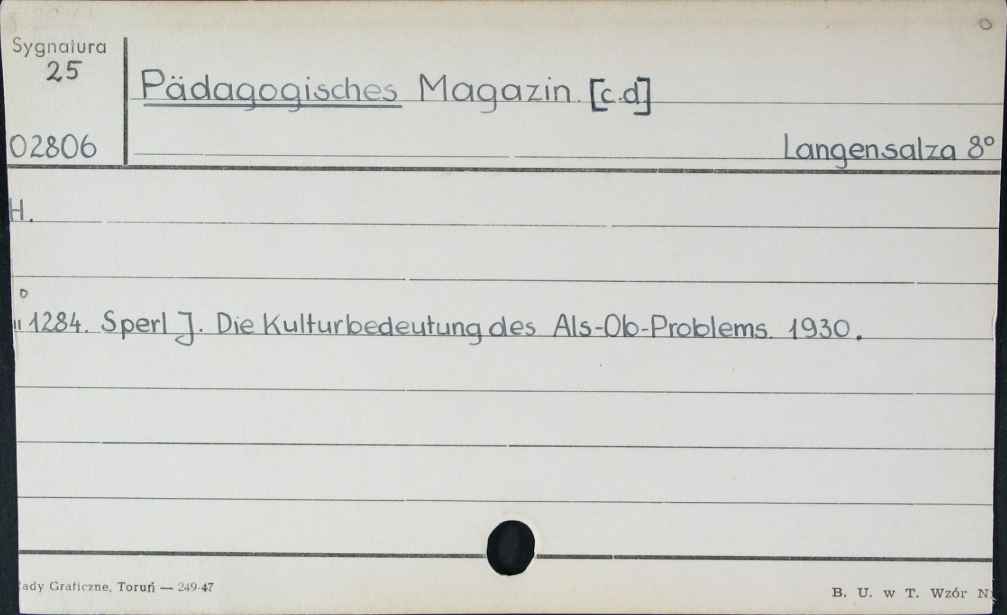 Sygnatura
25
Pädagogisches Magazin. [c.d]
02806
Langensalza 8°
H.
" 1284. Sperl J. Die Kulturbedeutung des Als-Ob-Problems. 1930.
Graficzne, Toruń — 249-47
B. U. w T. Wzór